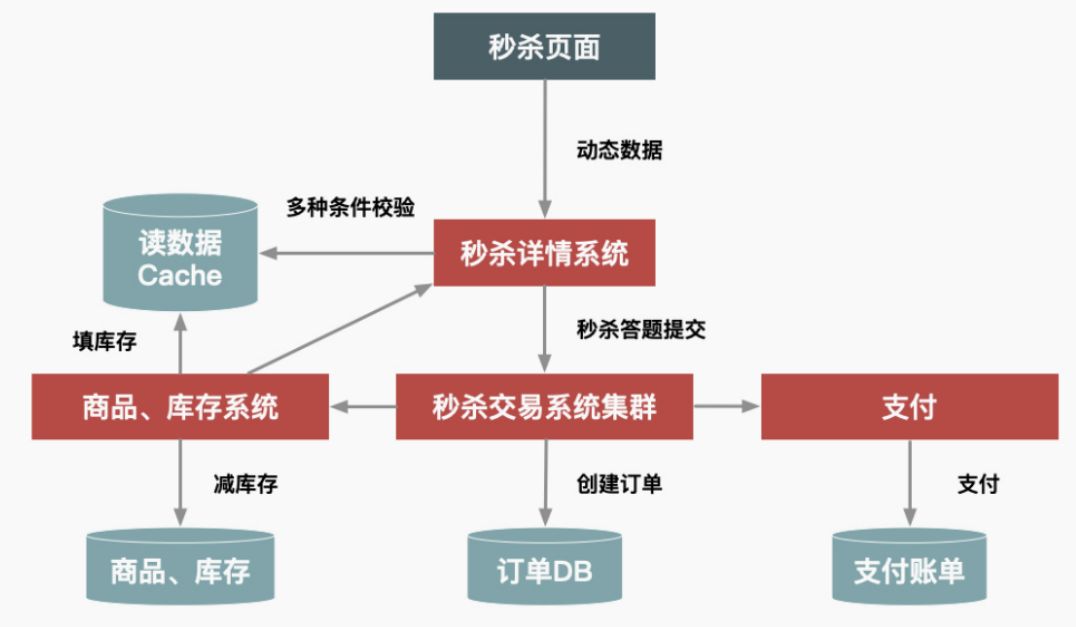 秒杀页面
动态数据
多种条件校验
读数据
Cache
秒杀详情系统
填库存
秒杀答题提交
商品、库存系统
秒杀交易系统集群
支付
减库存
创建订单
支付
商品、库存
订单DB
支付账单